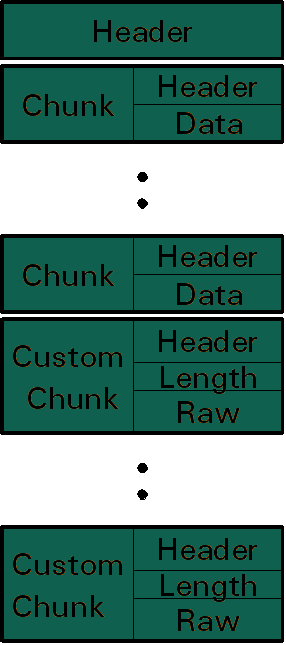 Header
Chunk
Header
Data
Chunk
Header
Data
Custom
Chunk
Header
Length
Raw
Custom
Chunk
Header
Length
Raw